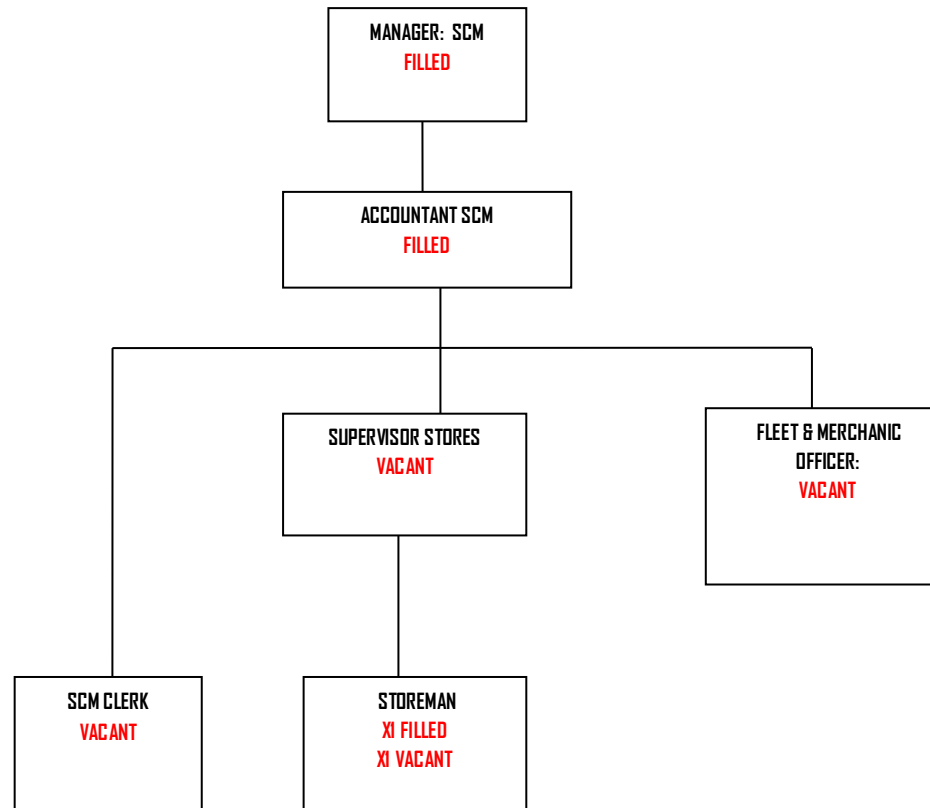 MANAGER: SCM
FILLED
ACCOUNTANT SCM
FILLED
SUPERVISOR STORES
VACANT
FLEET & MERCHANIC
OFFICER:
VACANT
SCM CLERK
VACANT
STOREMAN
X1 FILLED
X1 VACANT